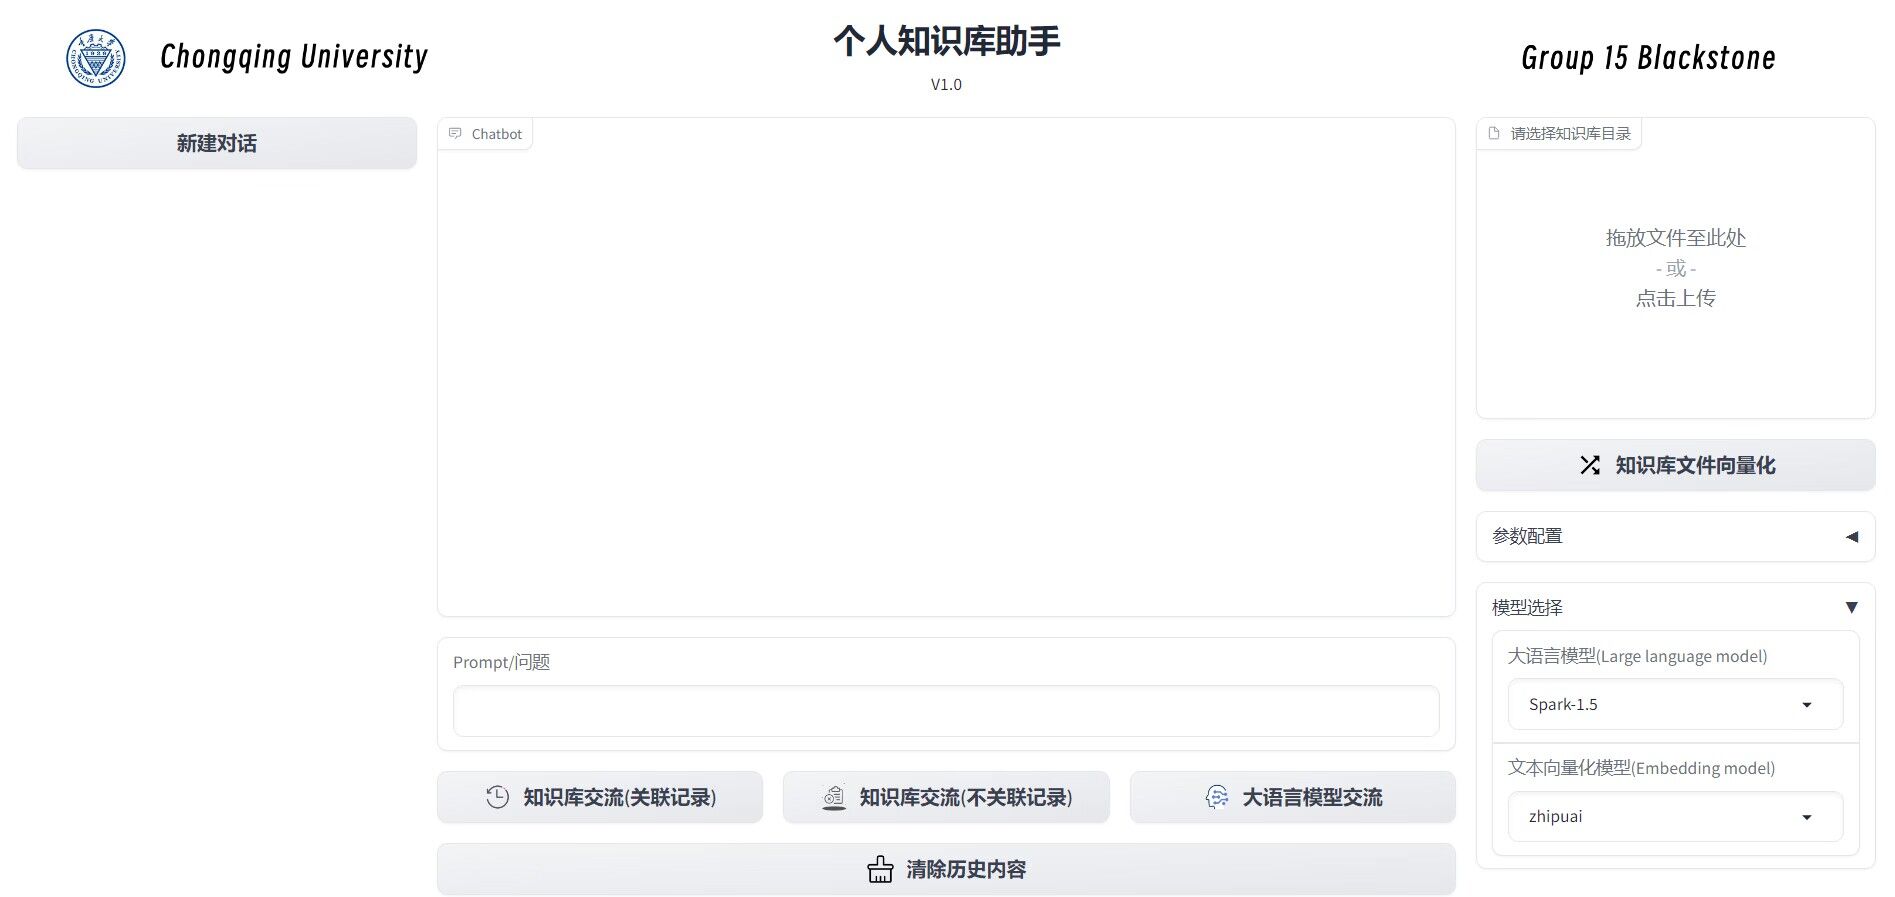 Chongqing University
个人知识库助手
V1.0
Group 15 Blackstone
新建对话
Chatbot
Prompt/问题
知识库交流(关联记录)
知识库交流(不关联记录)
大语言模型交流
清除历史内容
请选择知识库目录
拖放文件至此处
- 或 -
点击上传
知识库文件向量化
参数配置
模型选择
大语言模型(Large language model)
Spark-1.5
文本向量化模型(Embedding model)
zhipuai